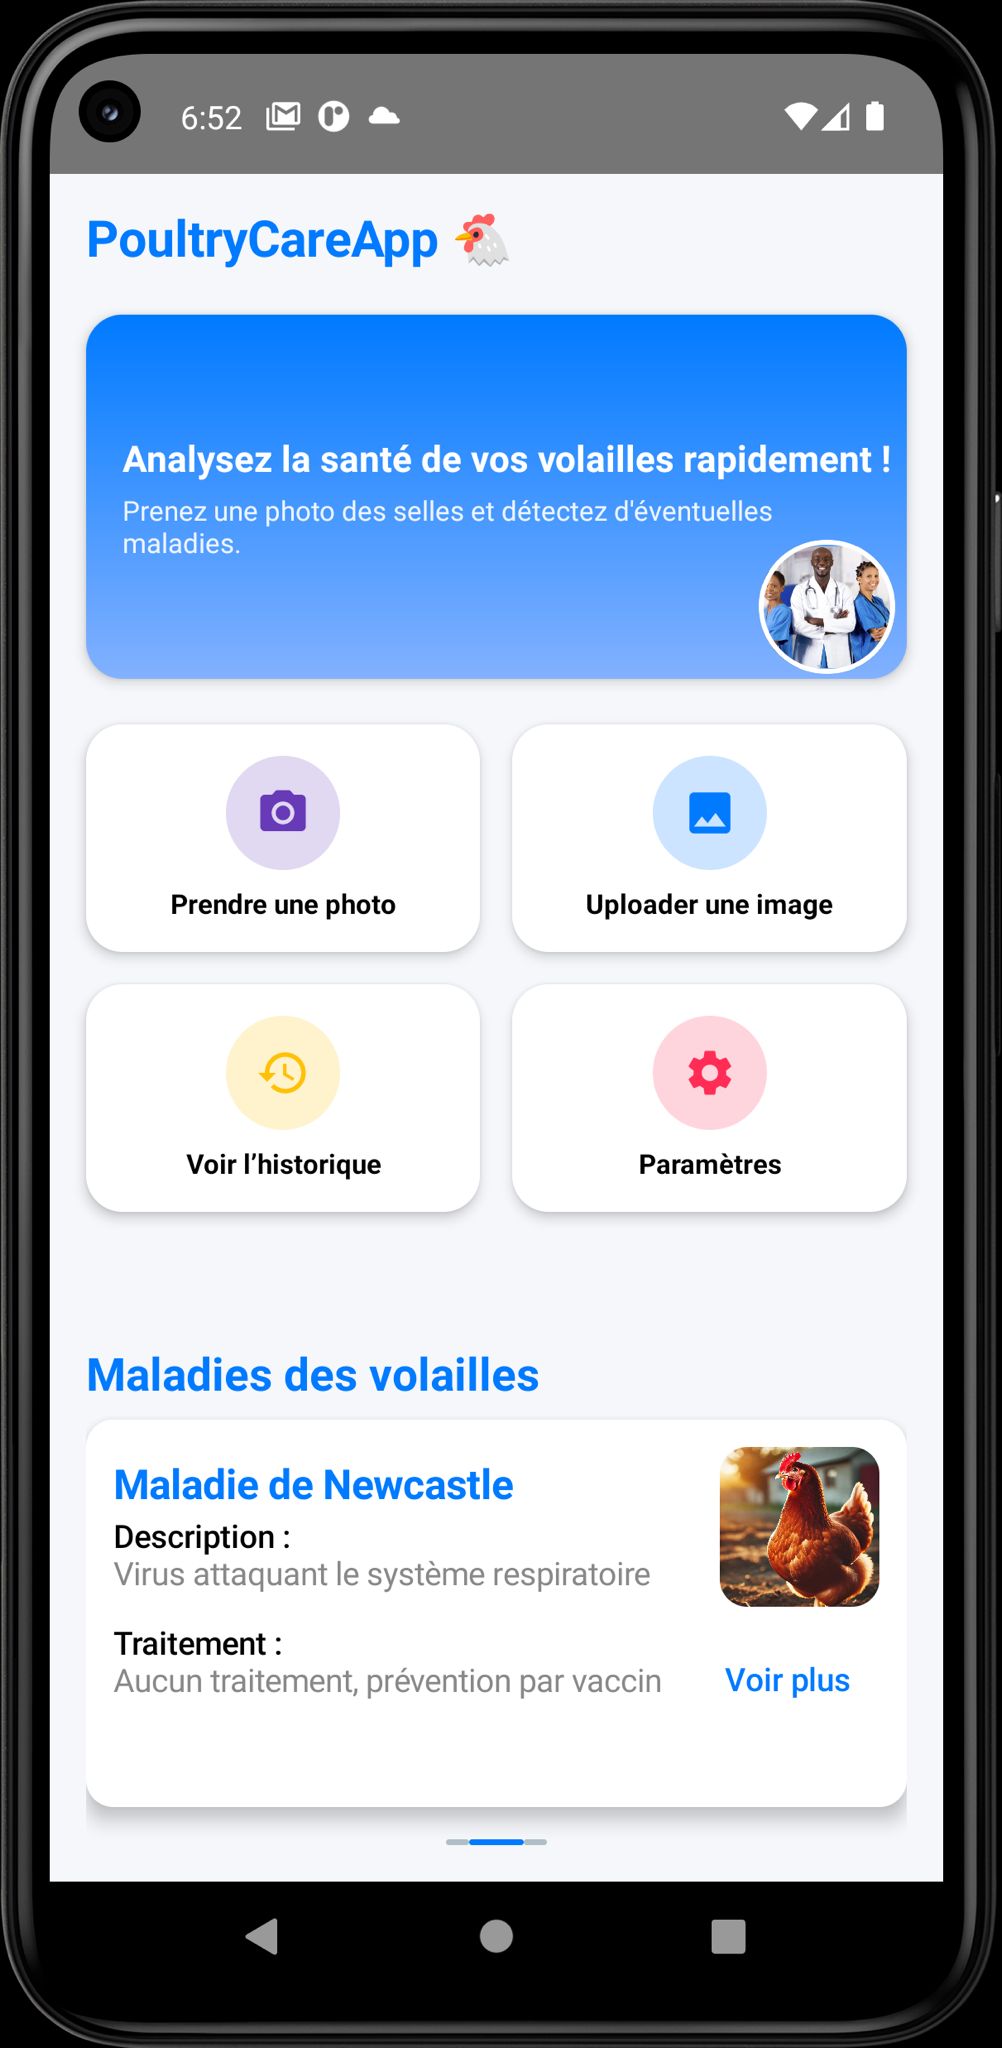 6:52
PoultryCareApp 🐔
Analysez la santé de vos volailles rapidement !
Prenez une photo des selles et détectez d'éventuelles
maladies.
Prendre une photo
Uploader une image
Voir l’historique
Paramètres
Maladies des volailles
Maladie de Newcastle
Description :
Virus attaquant le système respiratoire
Traitement :
Aucun traitement, prévention par vaccin
Voir plus